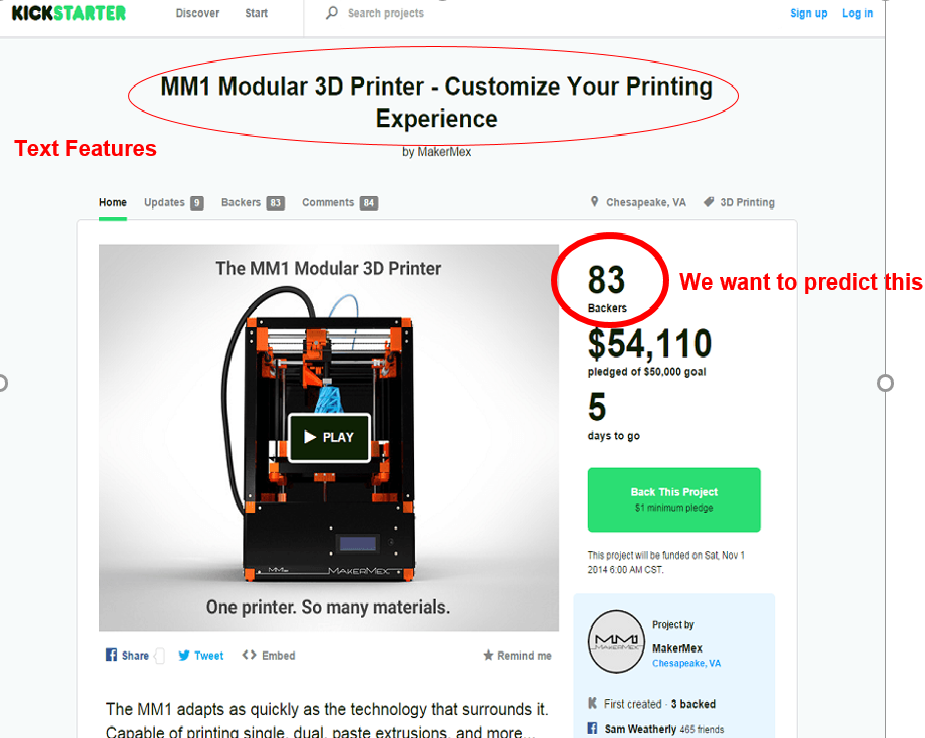 KICKSTARTER Discover Start Search projects Sign up Log in
MM1 Modular 3D Printer - Customize Your Printing
Experience
Text Features
by MakerMex
Home Updates 9 Backers 83 Comments 84 Chesapeake, VA 3D Printing
The MM1 Modular 3D Printer
83
We want to predict this
Backers
$54,110
pledged of $50,000 goal
5
PLAY
days to go
Back This Project
$1 minimum pledge
This project will be funded on Sat, Nov 1
2014 6:00 AM CST.
MM1 MAKERMEX
One printer. So many materials.
MM1
MAKERMEX
Project by
MakerMex
Chesapeake, VA
Share Tweet Embed Remind me
First created · 3 backed
The MM1 adapts as quickly as the technology that surrounds it.
Sam Weatherly 465 friends
Capable of printing single, dual, paste extrusions, and more...